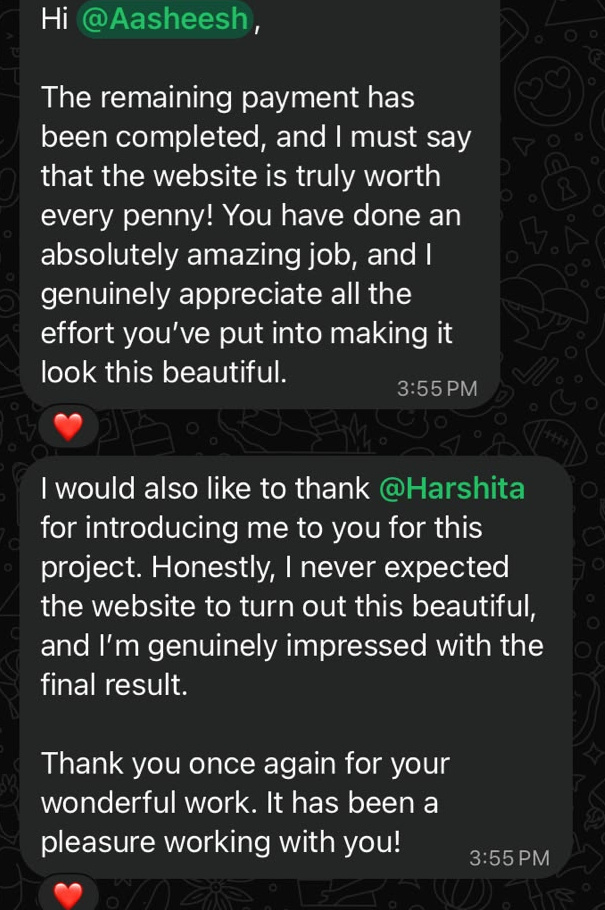 Hi @Aasheesh,
The remaining payment has
been completed, and I must say
that the website is truly worth
every penny! You have done an
absolutely amazing job, and I
genuinely appreciate all the
effort you’ve put into making it
look this beautiful.
3:55 PM
I would also like to thank @Harshita
for introducing me to you for this
project. Honestly, I never expected
the website to turn out this beautiful,
and I’m genuinely impressed with the
final result.
Thank you once again for your
wonderful work. It has been a
pleasure working with you!
3:55 PM